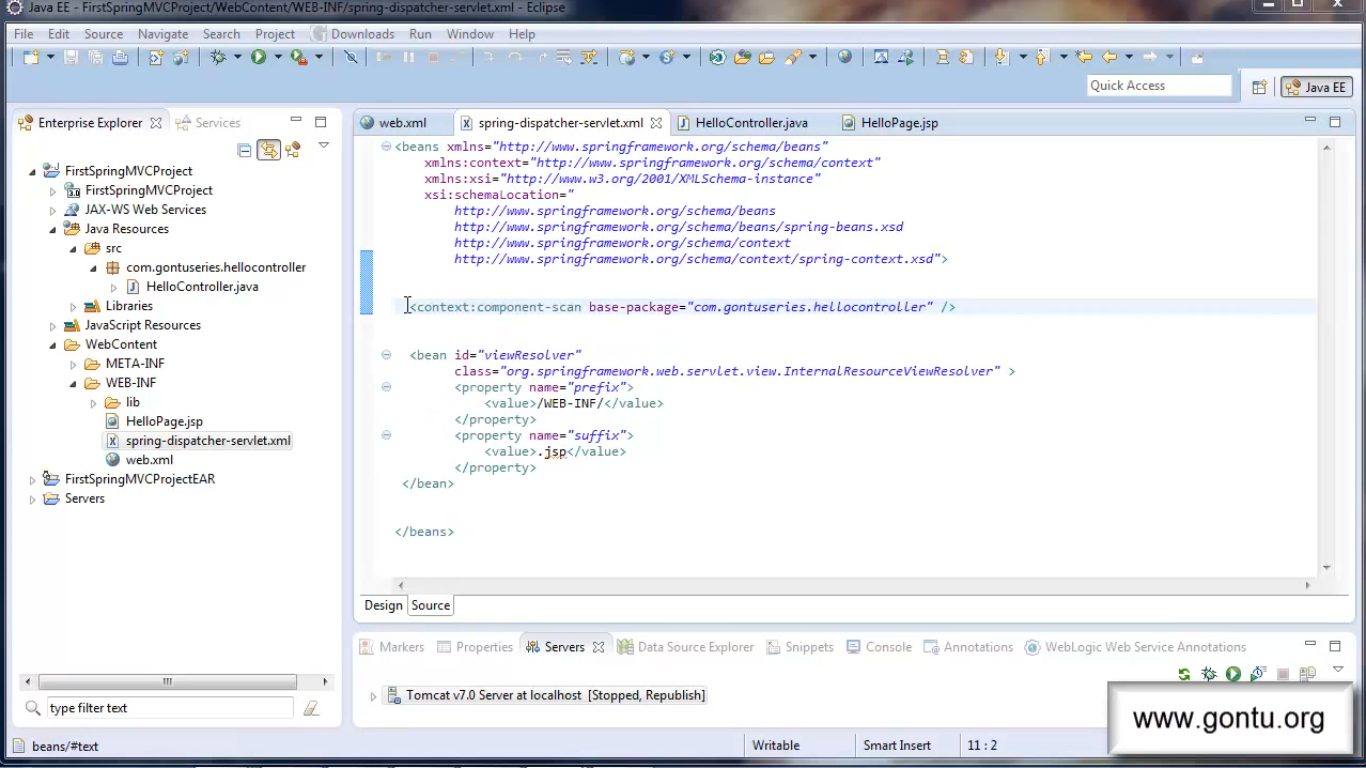 Java EE - FirstSpringMVCProject/WebContent/WEB-INF/spring-dispatcher-servlet.xml - Eclipse
File Edit Source Navigate Search Project Downloads Run Window Help
Quick Access
Java EE
Enterprise Explorer
Services
FirstSpringMVCProject
FirstSpringMVCProject
JAX-WS Web Services
Java Resources
src
com.gontuseries.hellocontroller
HelloController.java
Libraries
JavaScript Resources
WebContent
META-INF
WEB-INF
lib
HelloPage.jsp
spring-dispatcher-servlet.xml
web.xml
FirstSpringMVCProjectEAR
Servers
type filter text
web.xml spring-dispatcher-servlet.xml HelloController.java HelloPage.jsp
<beans xmlns="http://www.springframework.org/schema/beans"
xmlns:context="http://www.springframework.org/schema/context"
xmlns:xsi="http://www.w3.org/2001/XMLSchema-instance"
xsi:schemaLocation="
http://www.springframework.org/schema/beans
http://www.springframework.org/schema/beans/spring-beans.xsd
http://www.springframework.org/schema/context
http://www.springframework.org/schema/context/spring-context.xsd">
<context:component-scan base-package="com.gontuseries.hellocontroller" />
<bean id="viewResolver"
class="org.springframework.web.servlet.view.InternalResourceViewResolver" >
<property name="prefix">
<value>/WEB-INF/</value>
</property>
<property name="suffix">
<value>.jsp</value>
</property>
</bean>
</beans>
Design Source
Markers Properties Servers Data Source Explorer Snippets Console Annotations WebLogic Web Service Annotations
Tomcat v7.0 Server at localhost [Stopped, Republish]
www.gontu.org
beans/#text
Writable
Smart Insert
11 : 2